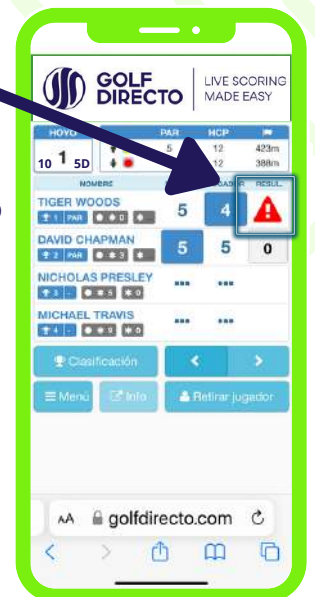 GOLF DIRECTO
LIVE SCORING MADE EASY
HOYO PAR HCP
10 1 5D
5 12 423m
12 388m
NOMBRE RESUL.
TIGER WOODS 5 4
1 PAR 0
DAVID CHAPMAN 5 5 0
2 PAR 3
NICHOLAS PRESLEY
3 - 5 0
MICHAEL TRAVIS
4 - 9 0
Clasificación < >
Menú Info Retirar jugador
AA golfdirecto.com